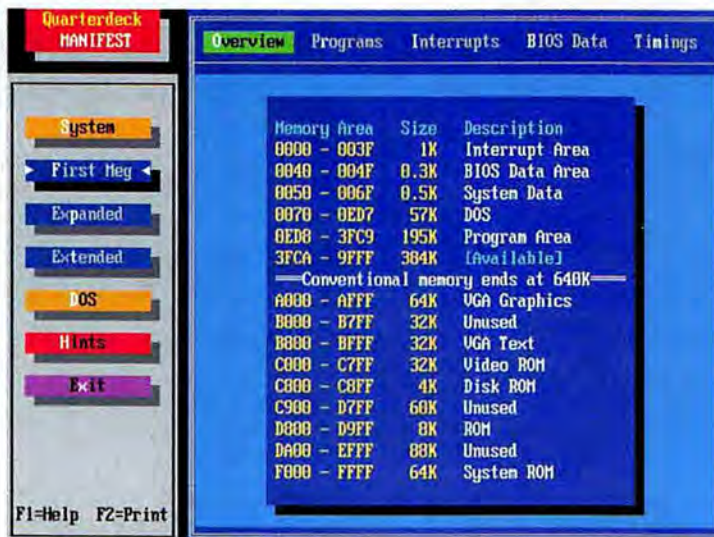 Quarterdeck
MANIFEST
Overview Programs Interrupts BIOS Data Timings
System
First Meg
Expanded
Extended
DOS
Hints
Exit
F1=Help F2=Print
Memory Area Size Description
0000 - 003F 1K Interrupt Area
0040 - 004F 0.3K BIOS Data Area
0050 - 006F 0.5K System Data
0070 - 0ED7 57K DOS
0ED8 - 3FC9 195K Program Area
3FCA - 9FFF 384K [Available]
Conventional memory ends at 640K
A000 - AFFF 64K VGA Graphics
B000 - B7FF 32K Unused
B800 - BFFF 32K VGA Text
C000 - C7FF 32K Video ROM
C800 - C8FF 4K Disk ROM
C900 - D7FF 60K Unused
D800 - D9FF 8K ROM
DA00 - EFFF 88K Unused
F000 - FFFF 64K System ROM